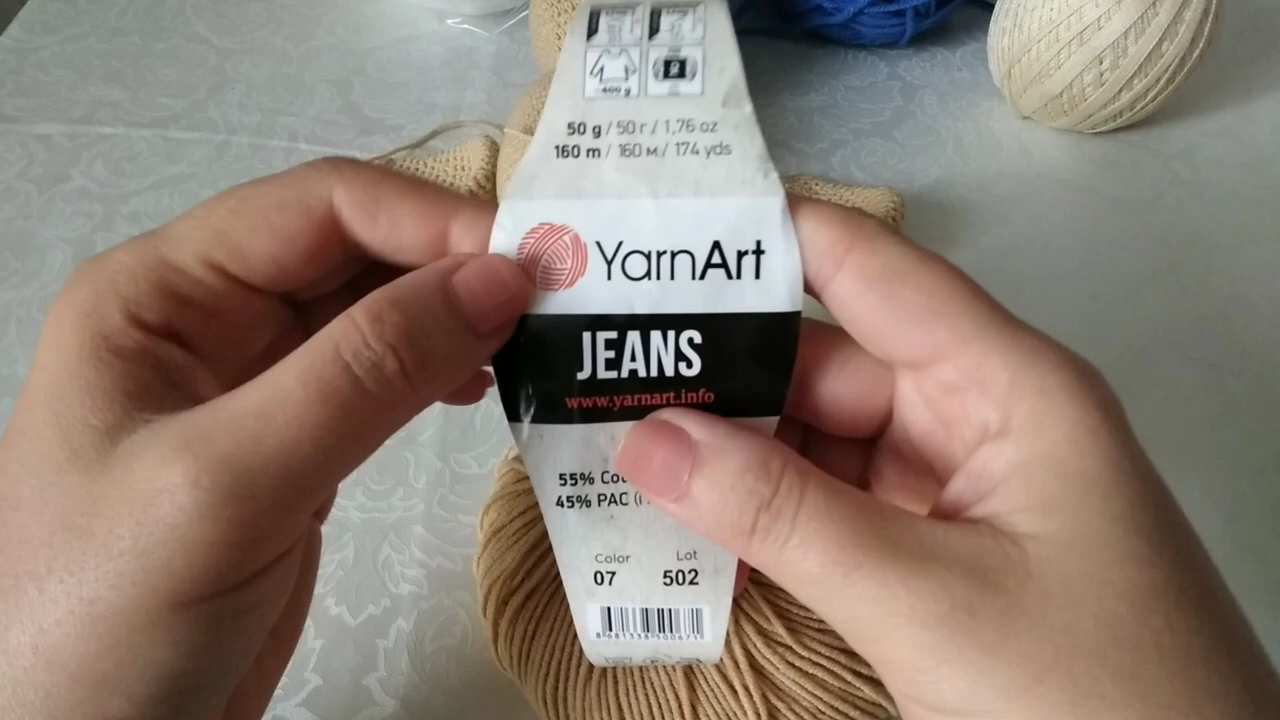 ~400 g
50 g / 50 г / 1,76 oz
160 m / 160 м / 174 yds
YarnArt
JEANS
www.yarnart.info
55%
45% PAC
Color
Lot
07
502